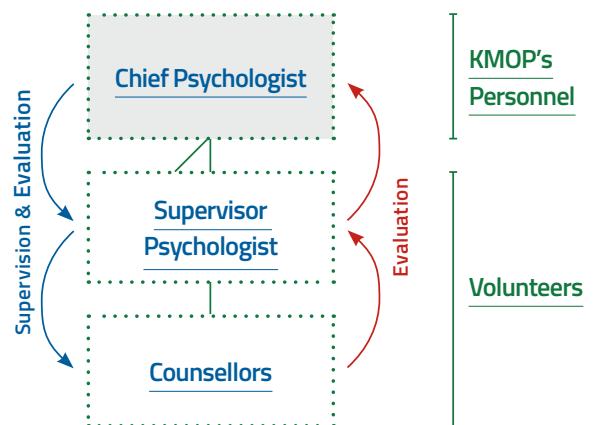 Chief Psychologist
KMOP's
Personnel
Supervision & Evaluation
Supervisor
Psychologist
Evaluation
Volunteers
Counsellors